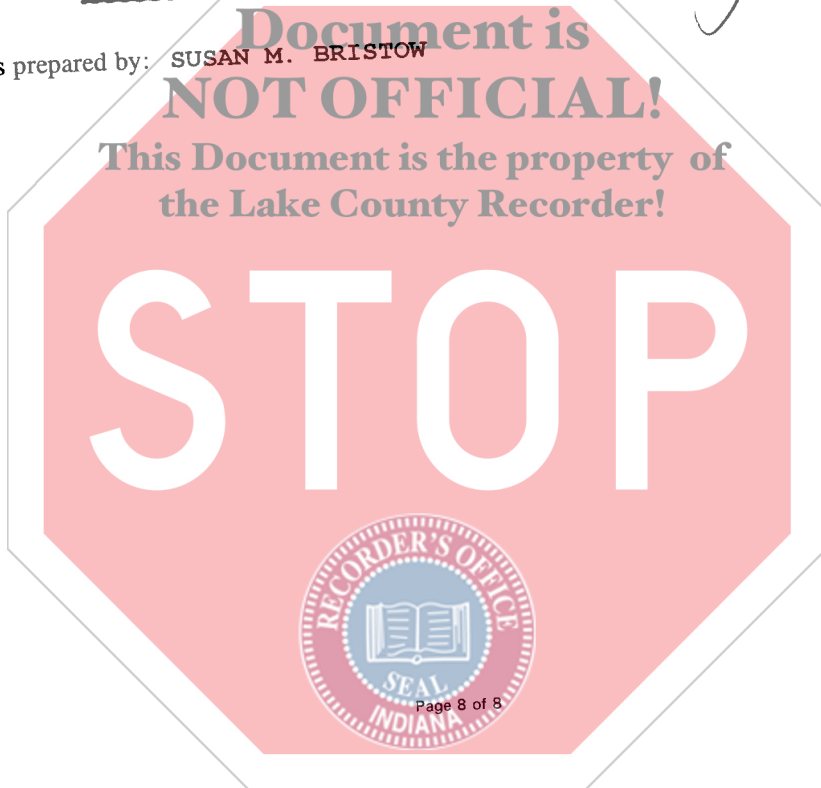 Document is
s prepared by: SUSAN M. BRISTOW
NOT OFFICIAL!
This Document is the property of
the Lake County Recorder!
STOP
RECORDER'S OFFICE
SEAL
INDIANA
Page 8 of 8